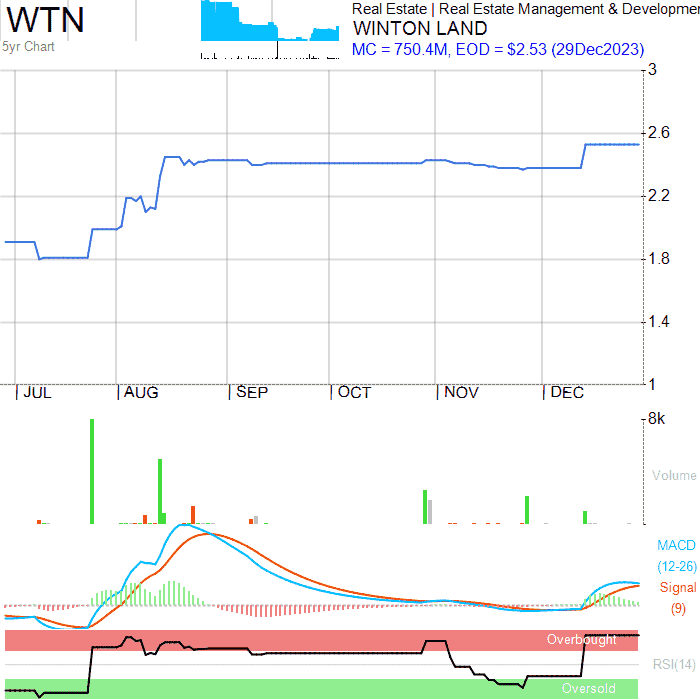 WTN
5yr Chart
Real Estate | Real Estate Management & Developmen
WINTON LAND
MC = 750.4M, EOD = $2.53 (29Dec2023)
3
2.6
2.2
1.8
1.4
1
JUL AUG SEP OCT NOV DEC
8k
Volume
MACD
(12-26)
Signal
(9)
Overbought
RSI(14)
Oversold